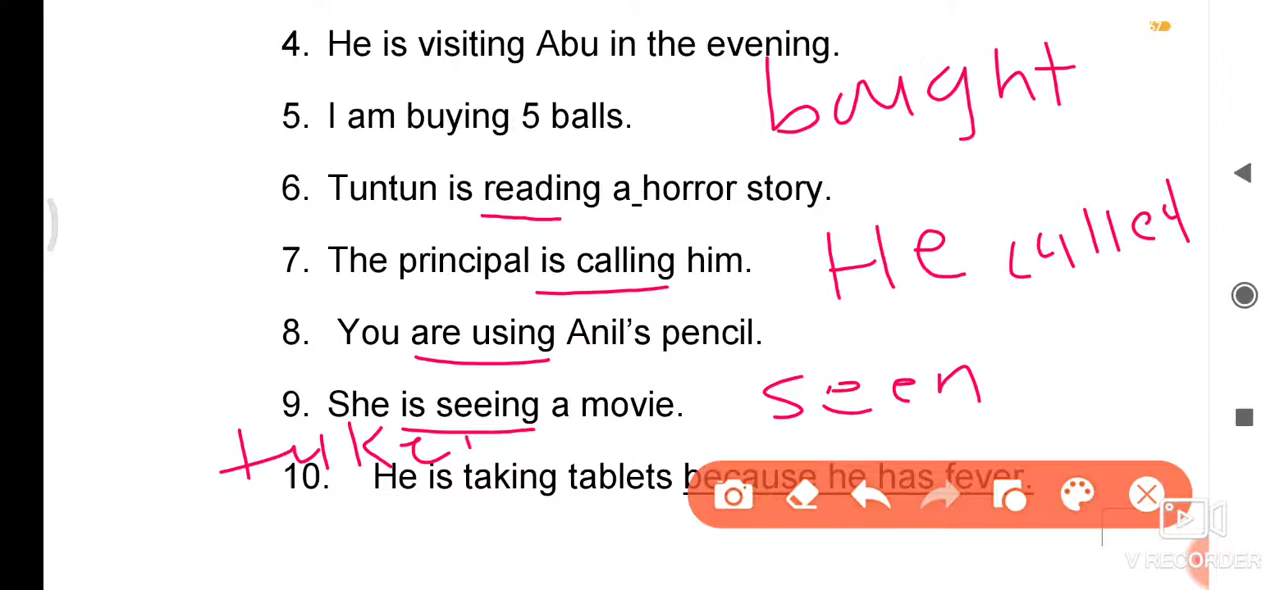 4. He is visiting Abu in the evening.
bought
5. I am buying 5 balls.
6. Tuntun is reading a horror story.
He called
7. The principal is calling him.
8. You are using Anil's pencil.
seen
9. She is seeing a movie.
10. He is taking tablets because he has fever.
V RECORDER